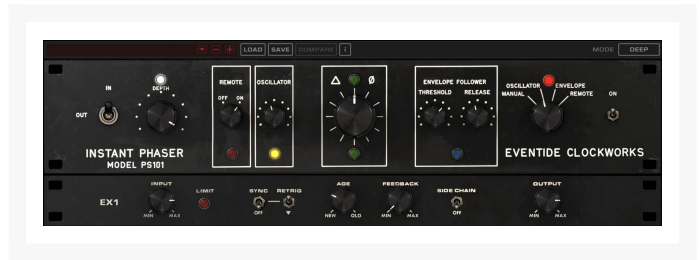 LOAD SAVE COMPARE i MODE DEEP
IN
OUT
DEPTH
REMOTE
OFF ON
OSCILLATOR
Δ Ø
ENVELOPE FOLLOWER
THRESHOLD RELEASE
OSCILLATOR ENVELOPE
MANUAL REMOTE
ON
INSTANT PHASER
MODEL PS101
EVENTIDE CLOCKWORKS
EX1
INPUT
MIN MAX
LIMIT
SYNC RETRIG
OFF
AGE
NEW OLD
FEEDBACK
MIN MAX
SIDE CHAIN
OFF
OUTPUT
MIN MAX